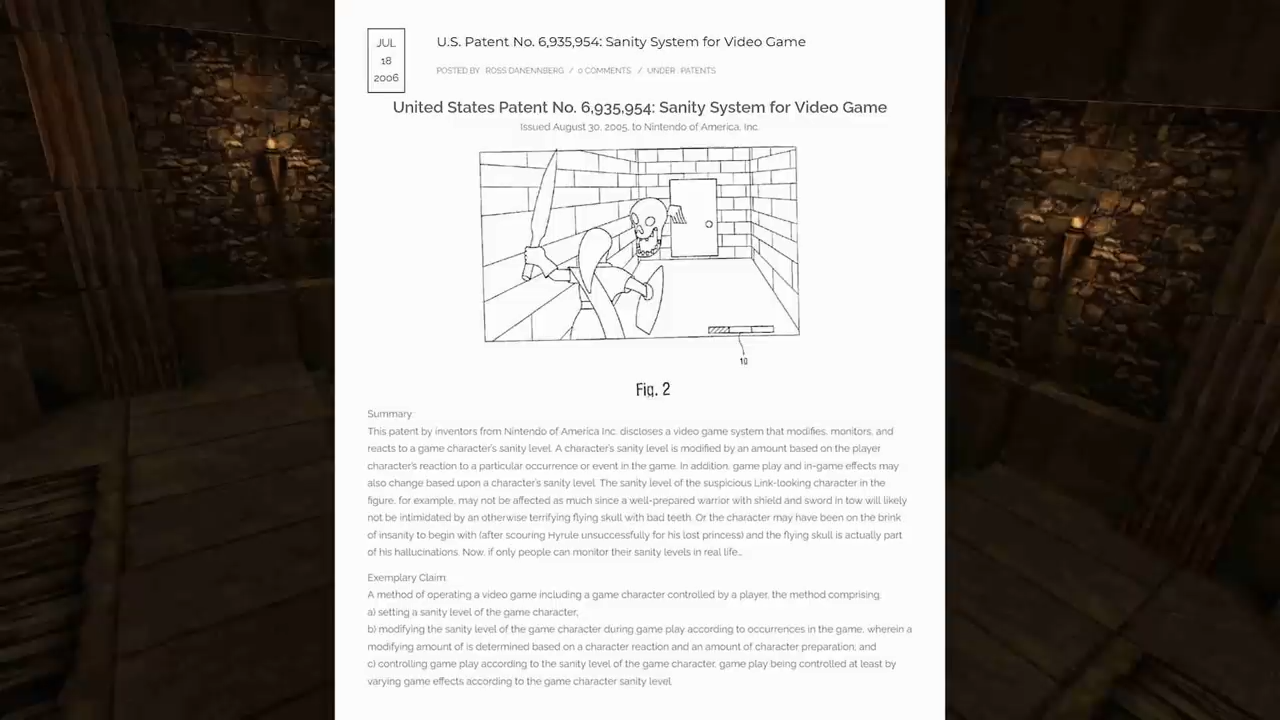 JUL
18
2006
U.S. Patent No. 6,935,954: Sanity System for Video Game
POSTED BY ROSS DANENNBERG / 0 COMMENTS / UNDER PATENTS
United States Patent No. 6,935,954: Sanity System for Video Game
Issued August 30, 2005, to Nintendo of America, Inc.
10
Fig. 2
Summary
This patent by inventors from Nintendo of America Inc. discloses a video game system that modifies, monitors, and
reacts to a game character's sanity level. A character's sanity level is modified by an amount based on the player
character's reaction to a particular occurrence or event in the game. In addition, game play and in-game effects may
also change based upon a character's sanity level. The sanity level of the suspicious Link-looking character in the
figure, for example, may not be affected as much since a well-prepared warrior with shield and sword in tow will likely
not be intimidated by an otherwise terrifying flying skull with bad teeth. Or the character may have been on the brink
of insanity to begin with (after scouring Hyrule unsuccessfully for his lost princess) and the flying skull is actually part
of his hallucinations. Now, if only people can monitor their sanity levels in real life...
Exemplary Claim
A method of operating a video game including a game character controlled by a player, the method comprising:
a) setting a sanity level of the game character;
b) modifying the sanity level of the game character during game play according to occurrences in the game, wherein a
modifying amount of is determined based on a character reaction and an amount of character preparation; and
c) controlling game play according to the sanity level of the game character, game play being controlled at least by
varying game effects according to the game character sanity level.